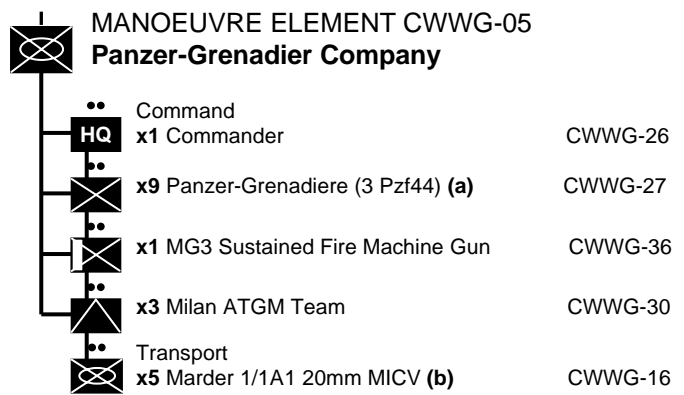 MANOEUVRE ELEMENT CWWG-05
Panzer-Grenadier Company
Command
HQ x1 Commander CWWG-26
x9 Panzer-Grenadiere (3 Pzf44) (a) CWWG-27
x1 MG3 Sustained Fire Machine Gun CWWG-36
x3 Milan ATGM Team CWWG-30
Transport
x5 Marder 1/1A1 20mm MICV (b) CWWG-16